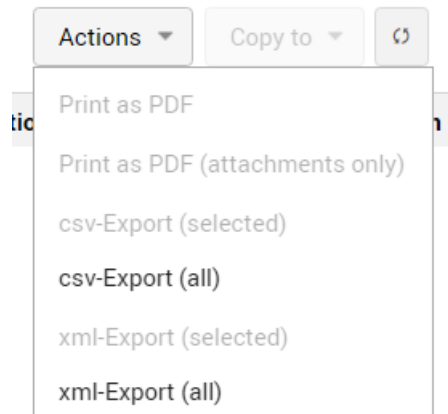 Actions Copy to
Print as PDF
tio n
Print as PDF (attachments only)
csv-Export (selected)
csv-Export (all)
xml-Export (selected)
xml-Export (all)